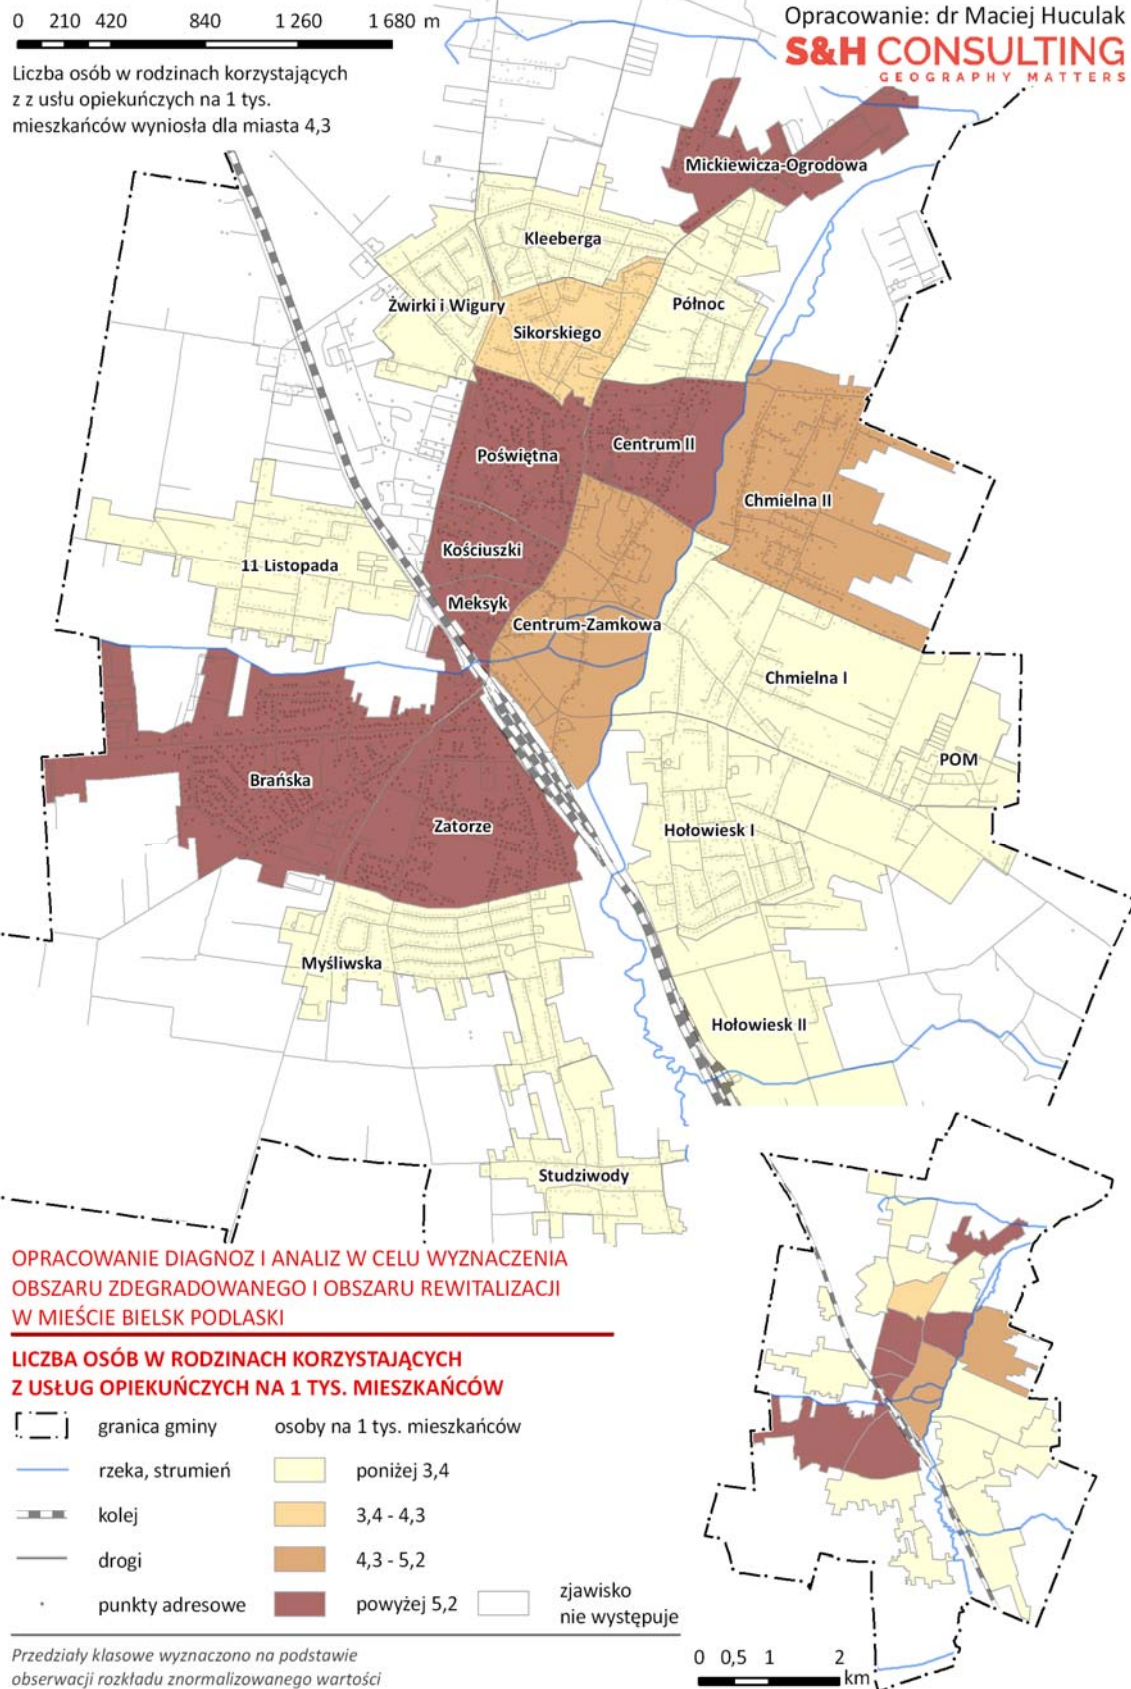 0 210 420 840 1 260 1 680 m
Opracowanie: dr Maciej Huculak
S&H CONSULTING
GEOGRAPHY MATTERS
Liczba osób w rodzinach korzystających
z z usłu opiekuńczych na 1 tys.
mieszkańców wyniosła dla miasta 4,3
Mickiewicza-Ogrodowa
Kleeberga
Żwirki i Wigury
Północ
Sikorskiego
Centrum II
Poświętna
Chmielna II
Kościuszki
11 Listopada
Meksyk
Centrum-Zamkowa
Chmielna I
POM
Brańska
Zatorze
Hołowiesk I
Myśliwska
Hołowiesk II
Studziwody
OPRACOWANIE DIAGNOZ I ANALIZ W CELU WYZNACZENIA
OBSZARU ZDEGRADOWANEGO I OBSZARU REWITALIZACJI
W MIEŚCIE BIELSK PODLASKI
LICZBA OSÓB W RODZINACH KORZYSTAJĄCYCH
Z USŁUG OPIEKUŃCZYCH NA 1 TYS. MIESZKAŃCÓW
granica gminy osoby na 1 tys. mieszkańców
rzeka, strumień poniżej 3,4
kolej 3,4 - 4,3
drogi 4,3 - 5,2
punkty adresowe powyżej 5,2 zjawisko
nie występuje
Przedziały klasowe wyznaczono na podstawie
obserwacji rozkładu znormalizowanego wartości
0 0,5 1 2
km